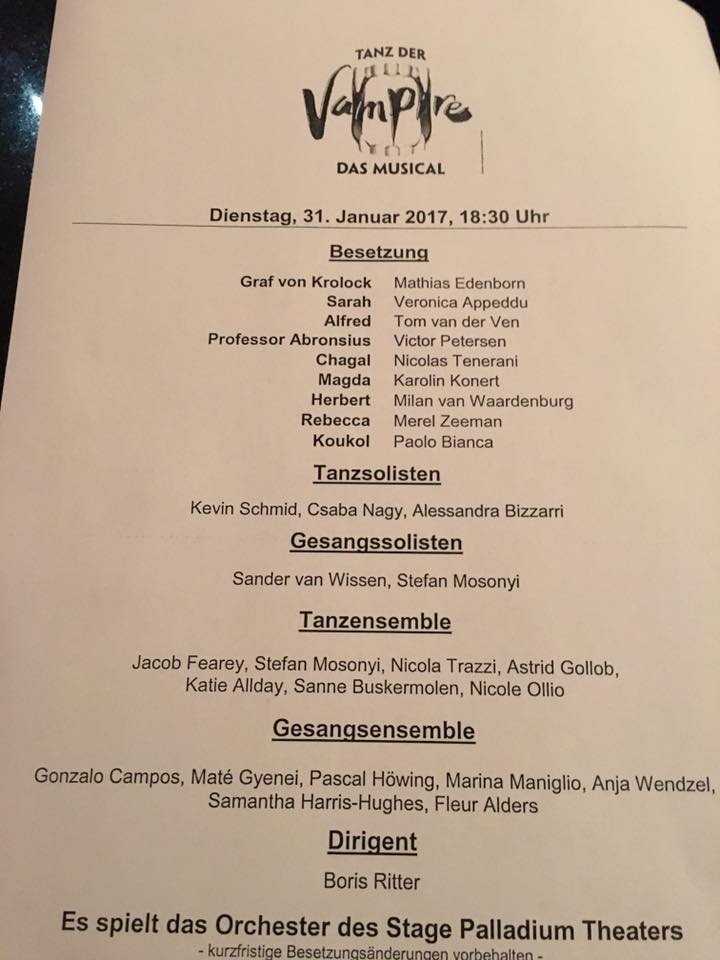 TANZ DER
Vampire
DAS MUSICAL
Dienstag, 31. Januar 2017, 18:30 Uhr
Besetzung
Graf von Krolock Mathias Edenborn
Sarah Veronica Appeddu
Alfred Tom van der Ven
Professor Abronsius Victor Petersen
Chagal Nicolas Tenerani
Magda Karolin Konert
Herbert Milan van Waardenburg
Rebecca Merel Zeeman
Koukol Paolo Bianca
Tanzsolisten
Kevin Schmid, Csaba Nagy, Alessandra Bizzarri
Gesangssolisten
Sander van Wissen, Stefan Mosonyi
Tanzensemble
Jacob Fearey, Stefan Mosonyi, Nicola Trazzi, Astrid Gollob,
Katie Allday, Sanne Buskermolen, Nicole Ollio
Gesangsensemble
Gonzalo Campos, Maté Gyenei, Pascal Höwing, Marina Maniglio, Anja Wendzel,
Samantha Harris-Hughes, Fleur Alders
Dirigent
Boris Ritter
Es spielt das Orchester des Stage Palladium Theaters
- kurzfristige Besetzungsänderungen vorbehalten -